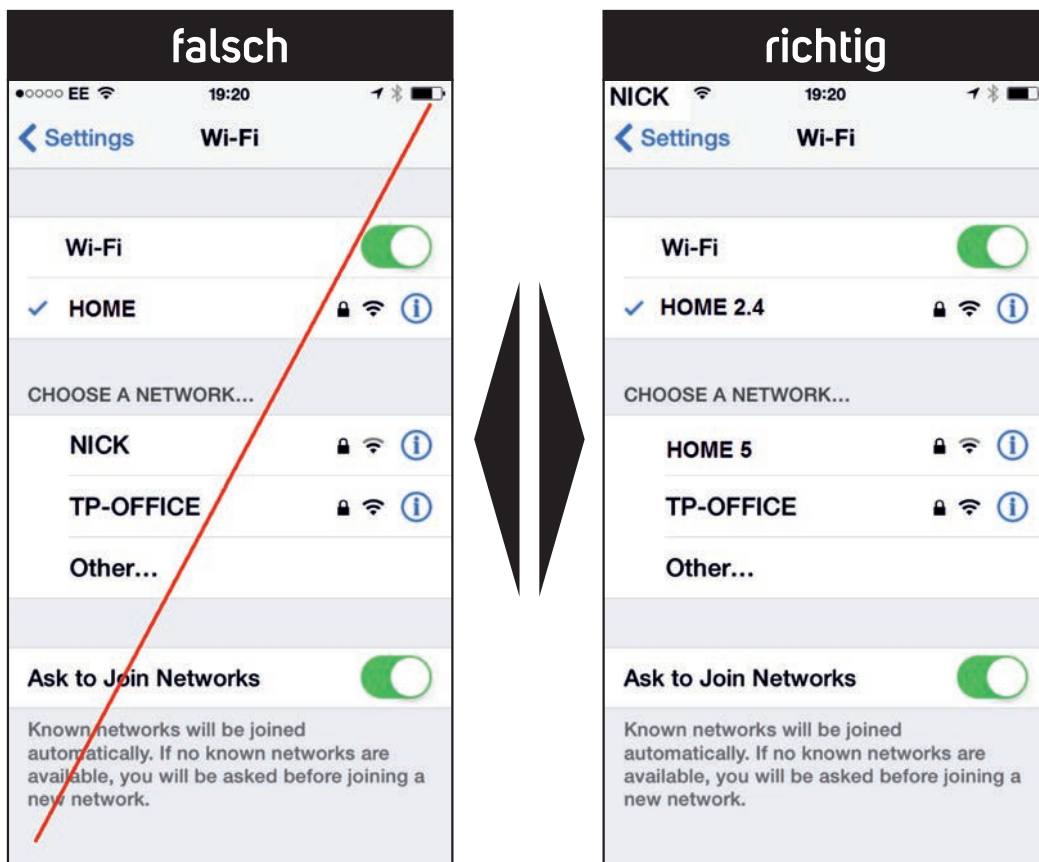 falsch
EE 19:20
Settings Wi-Fi
Wi-Fi
HOME
CHOOSE A NETWORK...
NICK
TP-OFFICE
Other...
Ask to Join Networks
Known networks will be joined
automatically. If no known networks are
available, you will be asked before joining a
new network.
richtig
NICK 19:20
Settings Wi-Fi
Wi-Fi
HOME 2.4
CHOOSE A NETWORK...
HOME 5
TP-OFFICE
Other...
Ask to Join Networks
Known networks will be joined
automatically. If no known networks are
available, you will be asked before joining a
new network.